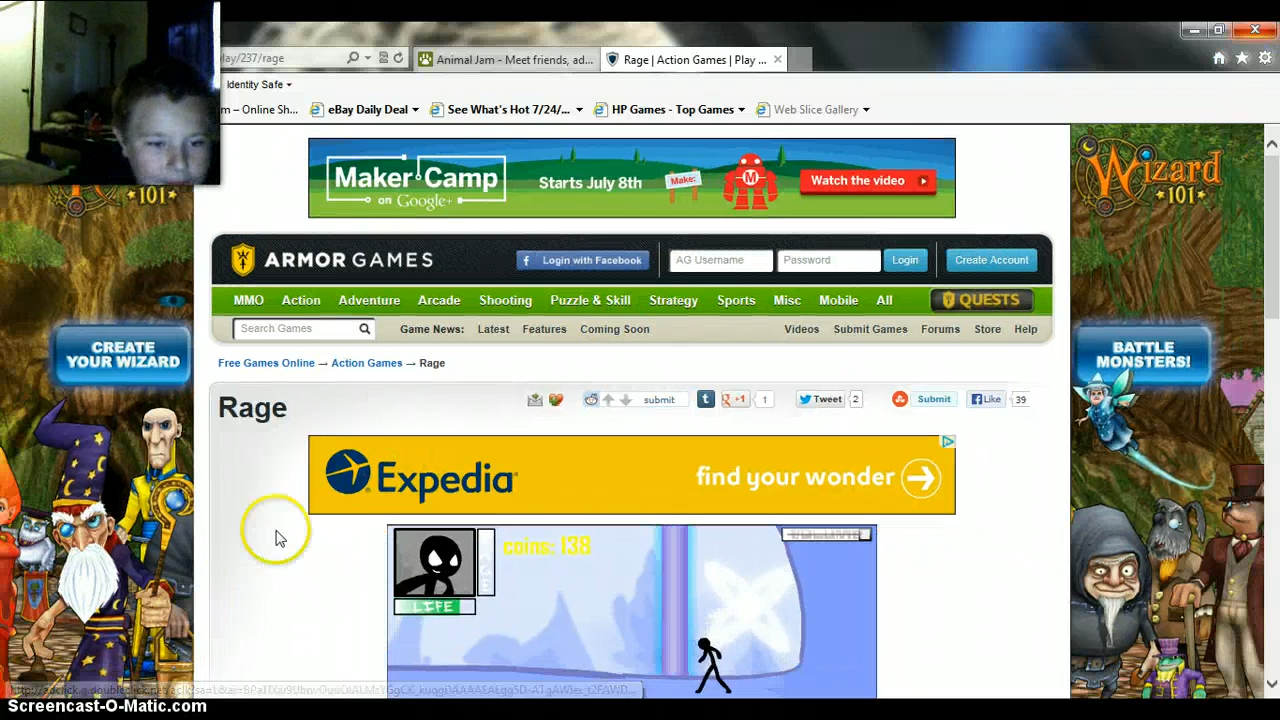 play/237/rage
Animal Jam - Meet friends, ad...
Rage | Action Games | Play ...
Identity Safe
m – Online Sh...
eBay Daily Deal
See What's Hot 7/24/...
HP Games - Top Games
Web Slice Gallery
Maker Camp
on Google+
Starts July 8th
Make:
M
Watch the video
Wizard
101
101
ARMOR GAMES
Login with Facebook
AG Username
Password
Login
Create Account
MMO Action Adventure Arcade Shooting Puzzle & Skill Strategy Sports Misc Mobile All QUESTS
Search Games
Game News: Latest Features Coming Soon
Videos Submit Games Forums Store Help
CREATE
YOUR WIZARD
BATTLE
MONSTERS!
Free Games Online → Action Games → Rage
Rage
submit
+1 1
Tweet 2
Submit
Like 39
Expedia
find your wonder
coins: 138
VOLUME
LIFE
Screencast-O-Matic.com